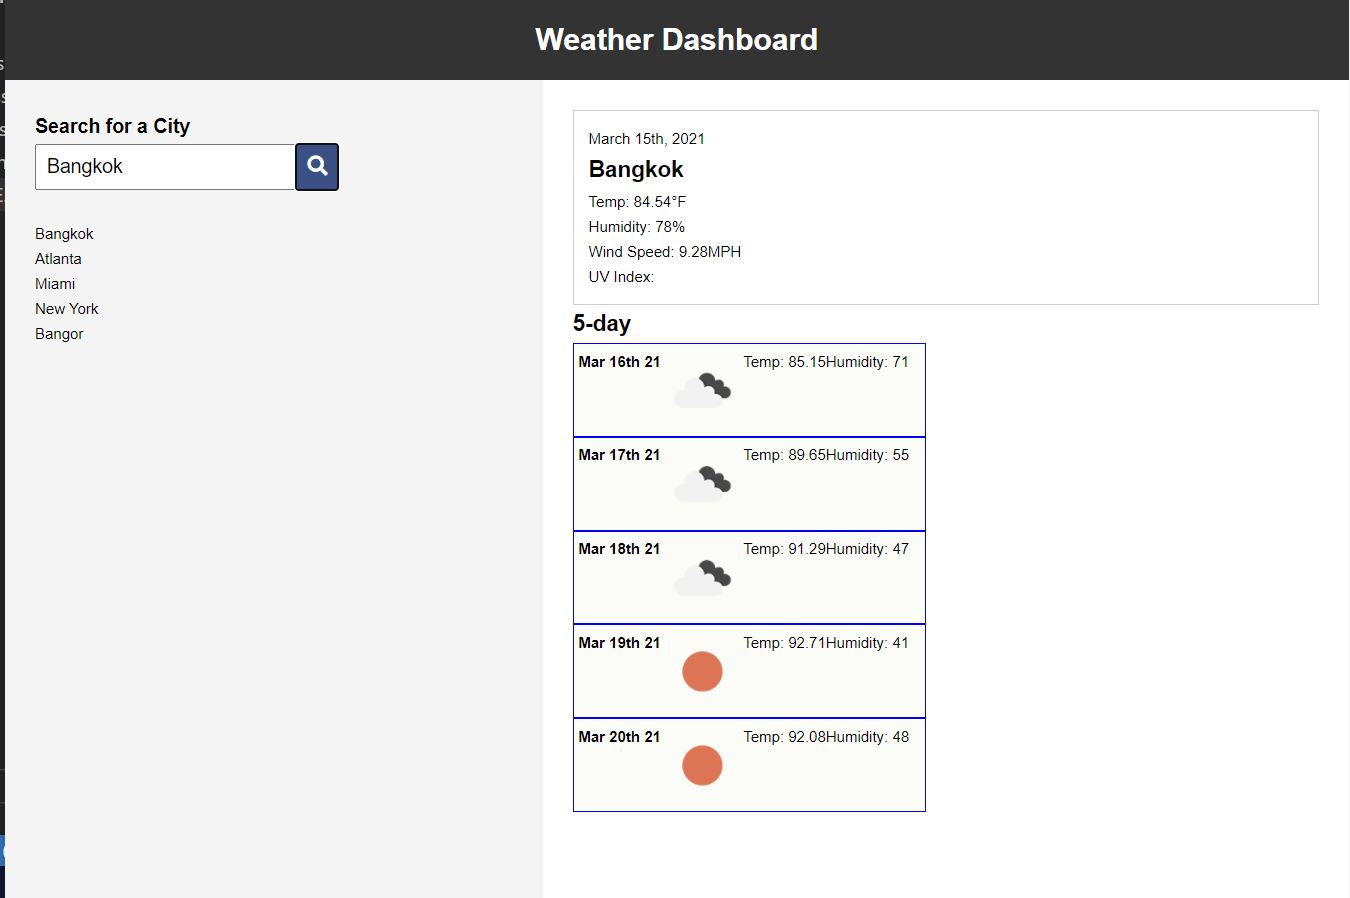 Weather Dashboard
Search for a City
Bangkok
Bangkok
Atlanta
Miami
New York
Bangor
March 15th, 2021
Bangkok
Temp: 84.54°F
Humidity: 78%
Wind Speed: 9.28MPH
UV Index:
5-day
Mar 16th 21 Temp: 85.15Humidity: 71
Mar 17th 21 Temp: 89.65Humidity: 55
Mar 18th 21 Temp: 91.29Humidity: 47
Mar 19th 21 Temp: 92.71Humidity: 41
Mar 20th 21 Temp: 92.08Humidity: 48